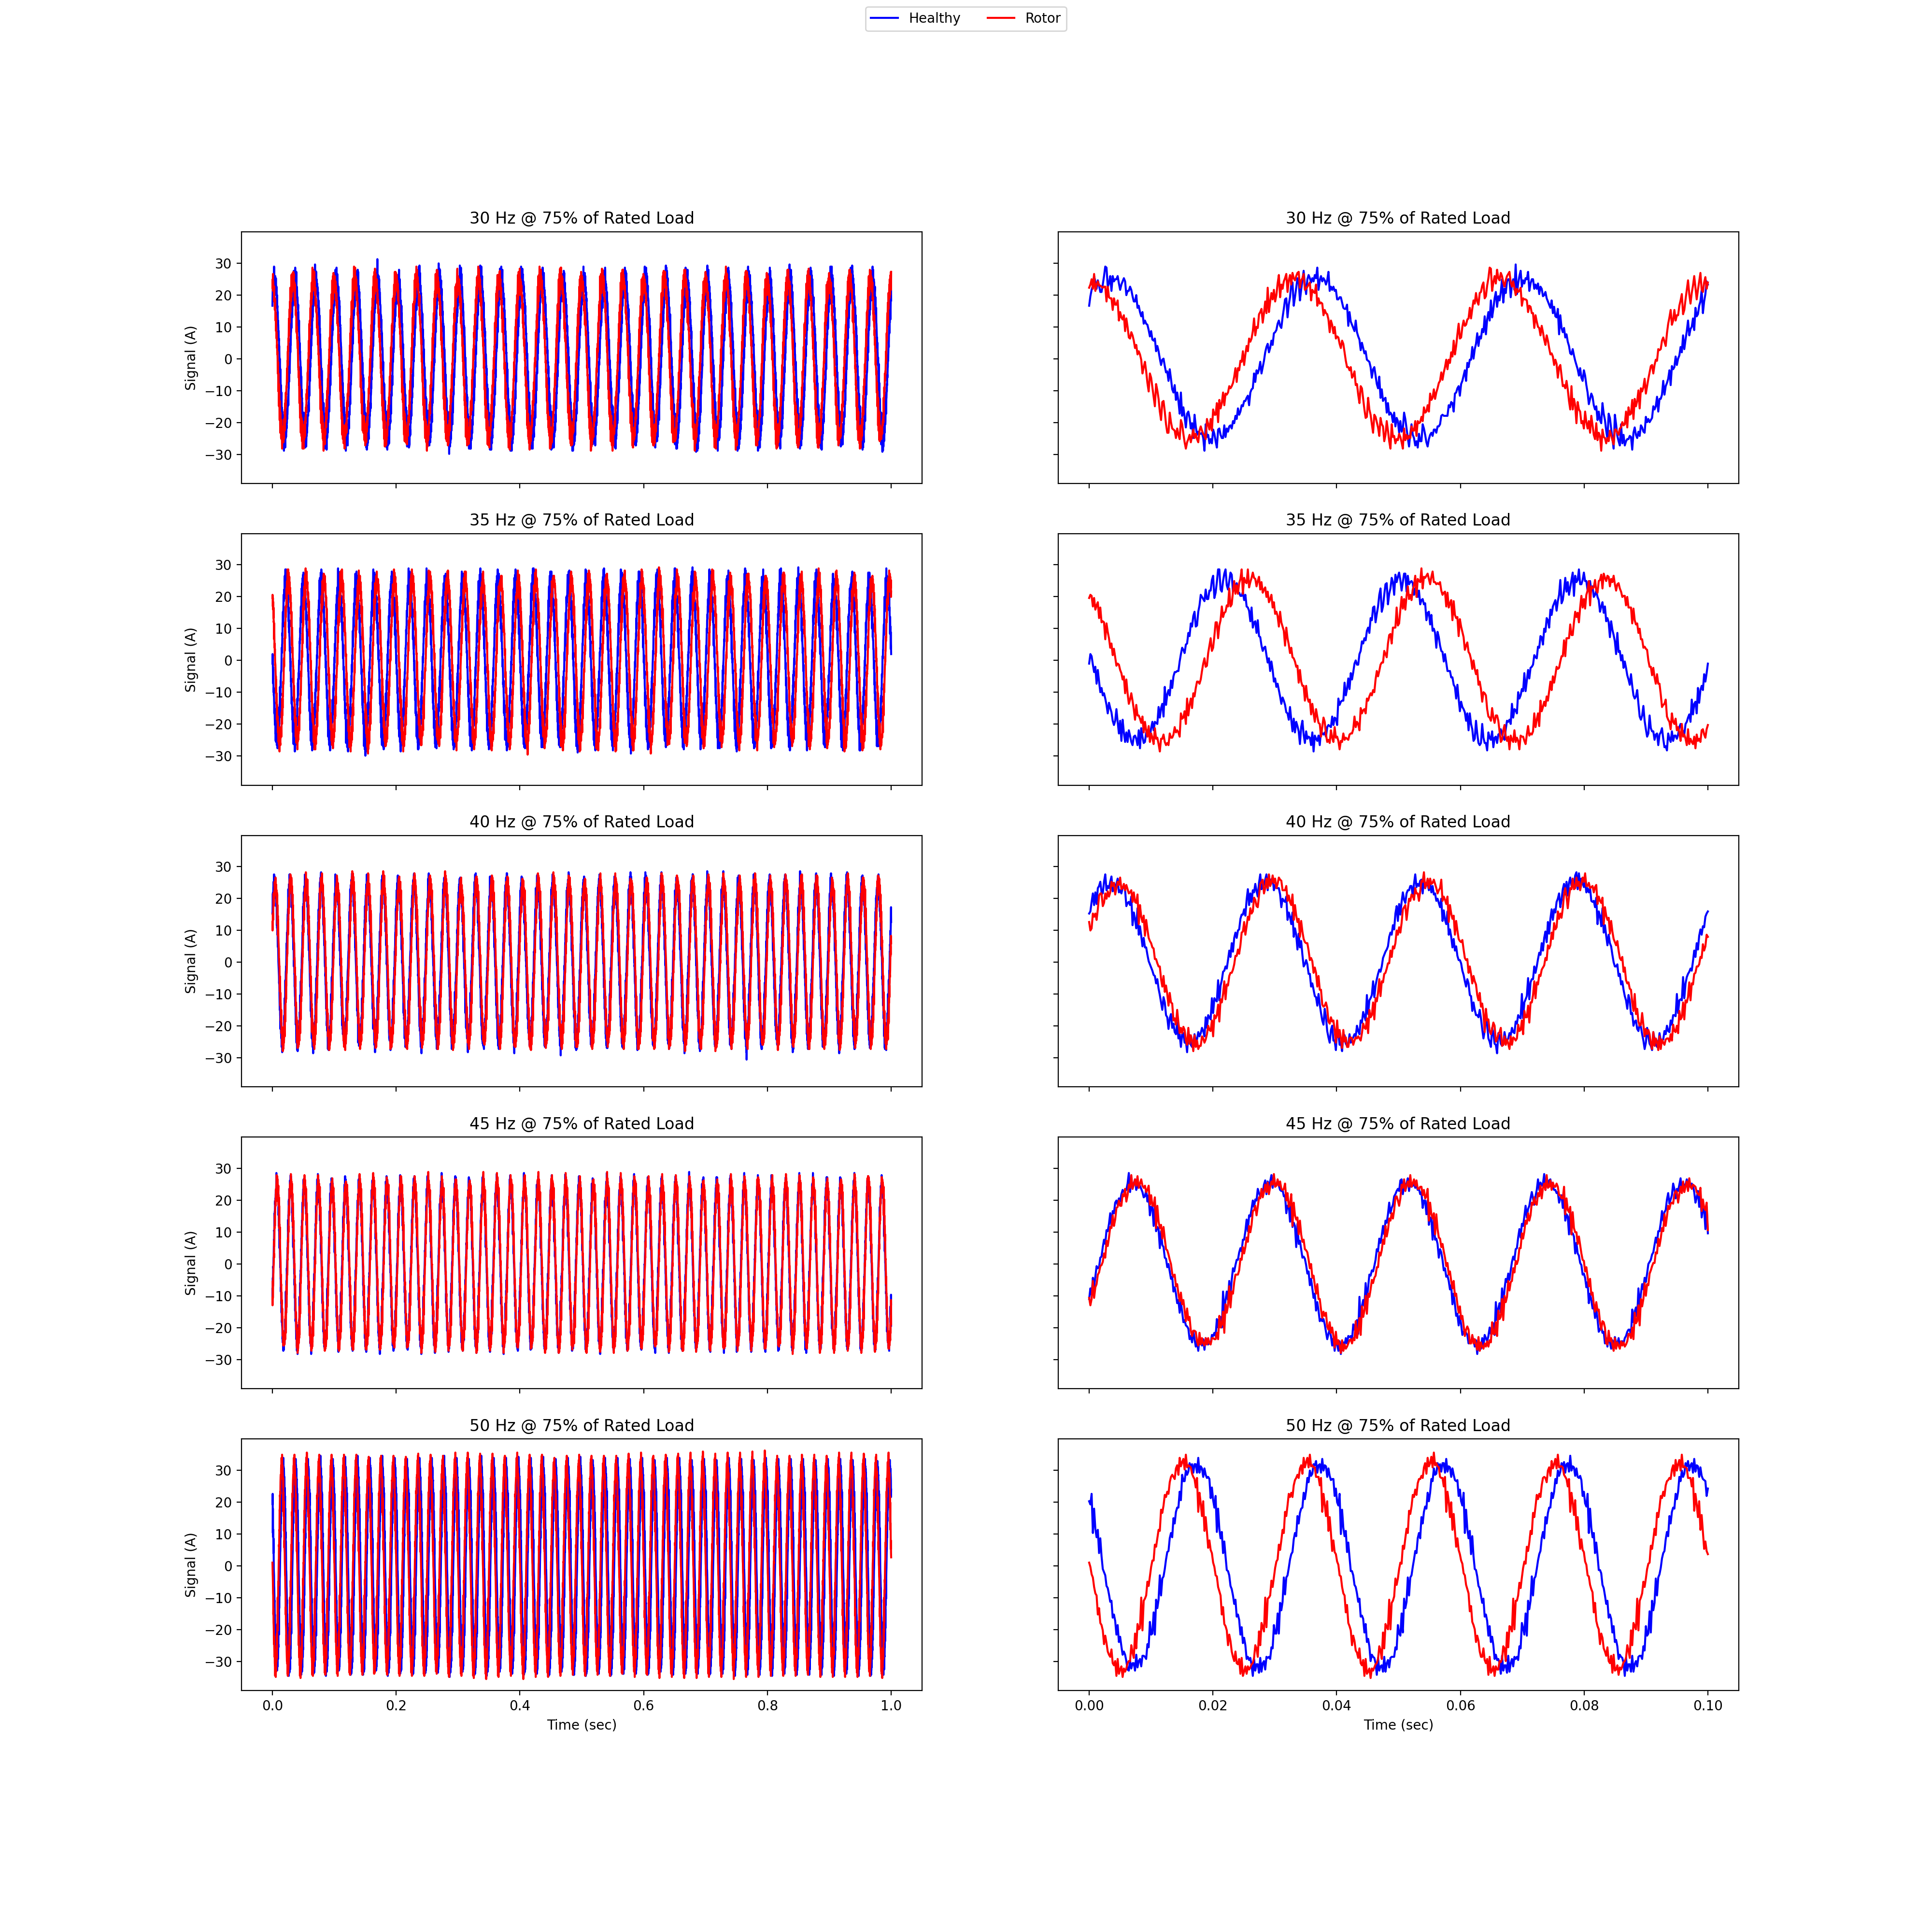 Healthy Rotor
30 Hz @ 75% of Rated Load 30 Hz @ 75% of Rated Load
30
20
10
0
−10
−20
−30
Signal (A)
35 Hz @ 75% of Rated Load 35 Hz @ 75% of Rated Load
30
20
10
0
−10
−20
−30
Signal (A)
40 Hz @ 75% of Rated Load 40 Hz @ 75% of Rated Load
30
20
10
0
−10
−20
−30
Signal (A)
45 Hz @ 75% of Rated Load 45 Hz @ 75% of Rated Load
30
20
10
0
−10
−20
−30
Signal (A)
50 Hz @ 75% of Rated Load 50 Hz @ 75% of Rated Load
30
20
10
0
−10
−20
−30
Signal (A)
0.0 0.2 0.4 0.6 0.8 1.0 0.00 0.02 0.04 0.06 0.08 0.10
Time (sec) Time (sec)